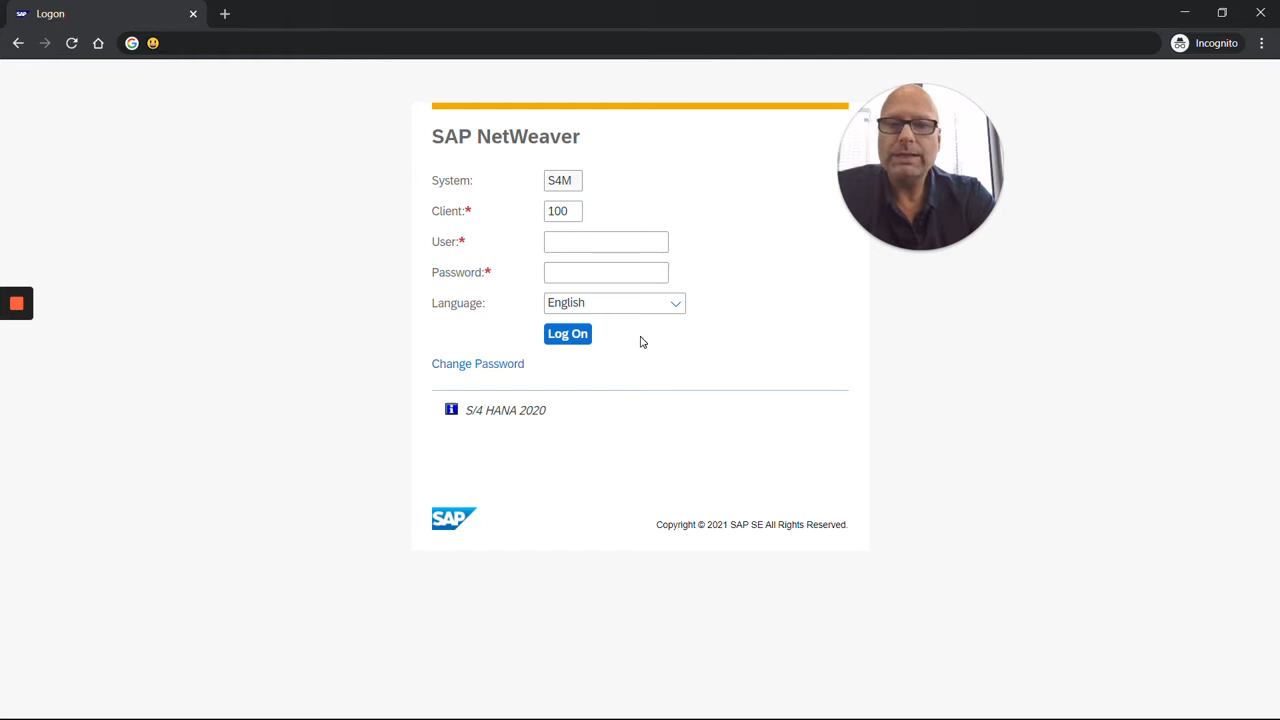 Logon
Incognito
SAP NetWeaver
System: S4M
Client:* 100
User:*
Password:*
Language: English
Log On
Change Password
S/4 HANA 2020
SAP
Copyright © 2021 SAP SE All Rights Reserved.